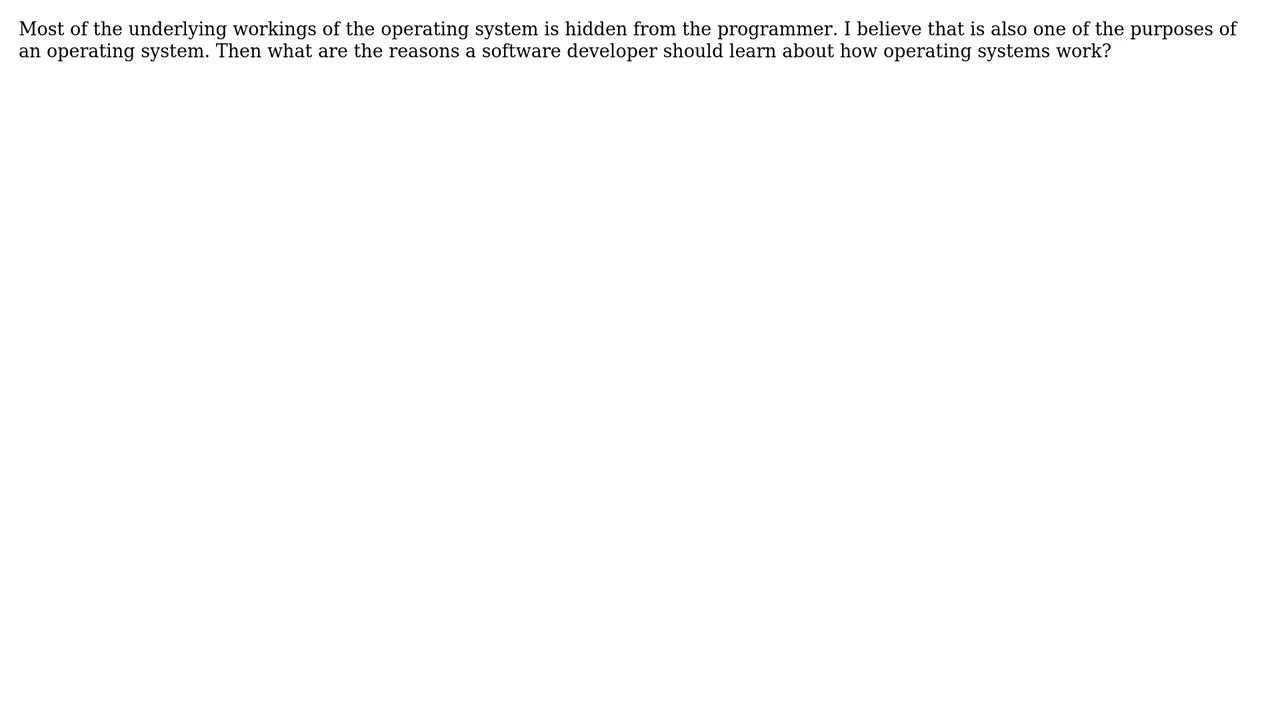 Most of the underlying workings of the operating system is hidden from the programmer. I believe that is also one of the purposes of
an operating system. Then what are the reasons a software developer should learn about how operating systems work?